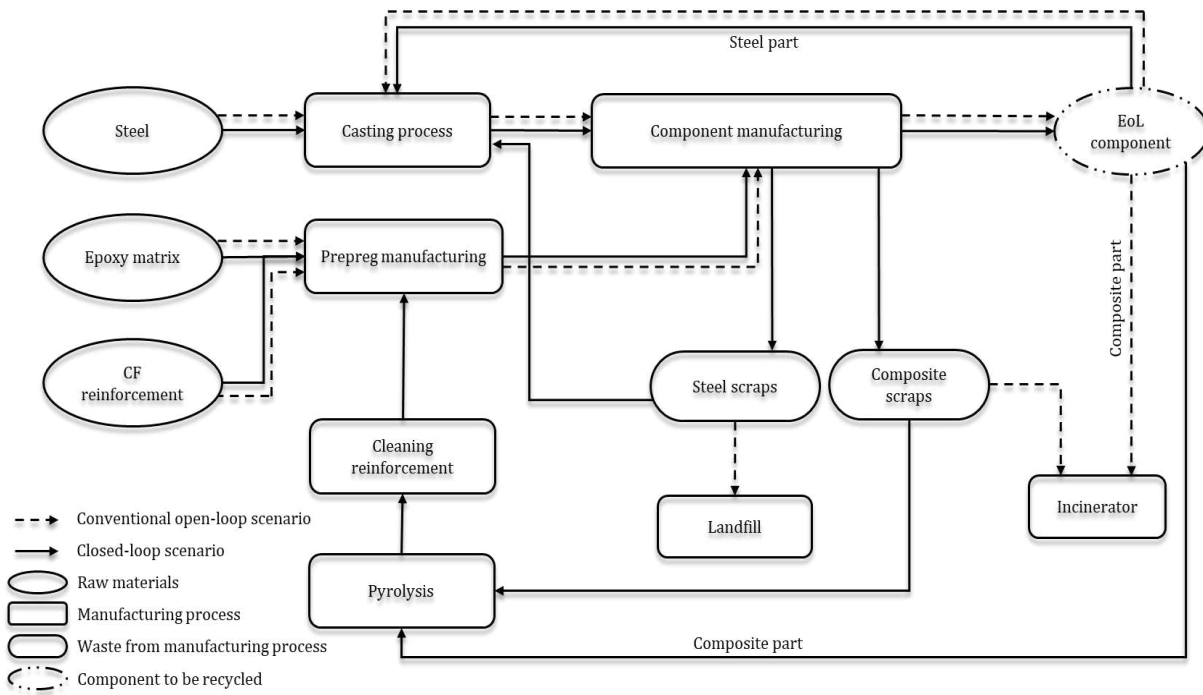 Steel part
Steel
Casting process
Component manufacturing
EoL
component
Epoxy matrix
Prepreg manufacturing
Composite part
CF
reinforcement
Steel scraps
Composite
scraps
Cleaning
reinforcement
Landfill
Incinerator
Pyrolysis
Composite part
Conventional open-loop scenario
Closed-loop scenario
Raw materials
Manufacturing process
Waste from manufacturing process
Component to be recycled